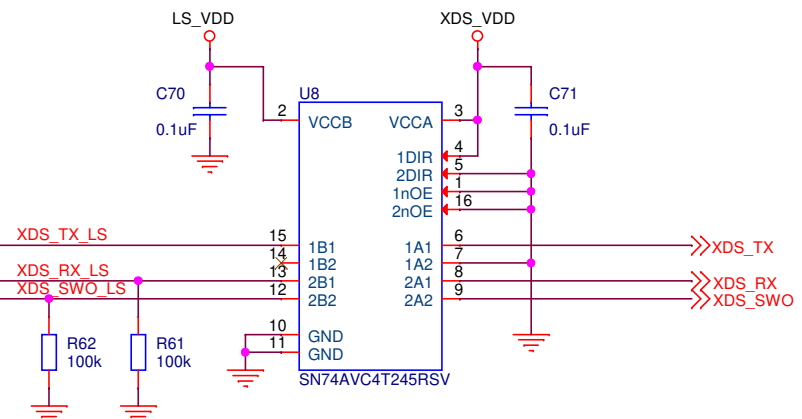 LS_VDD
XDS_VDD
C70
0.1uF
U8
C71
0.1uF
2
VCCB
VCCA
3
1DIR
4
2DIR
5
1nOE
1
2nOE
16
XDS_TX_LS
15
1B1
1A1
6
XDS_TX
14
1B2
1A2
7
XDS_RX_LS
13
2B1
2A1
8
XDS_RX
XDS_SWO_LS
12
2B2
2A2
9
XDS_SWO
10
GND
11
GND
R62
100k
R61
100k
SN74AVC4T245RSV